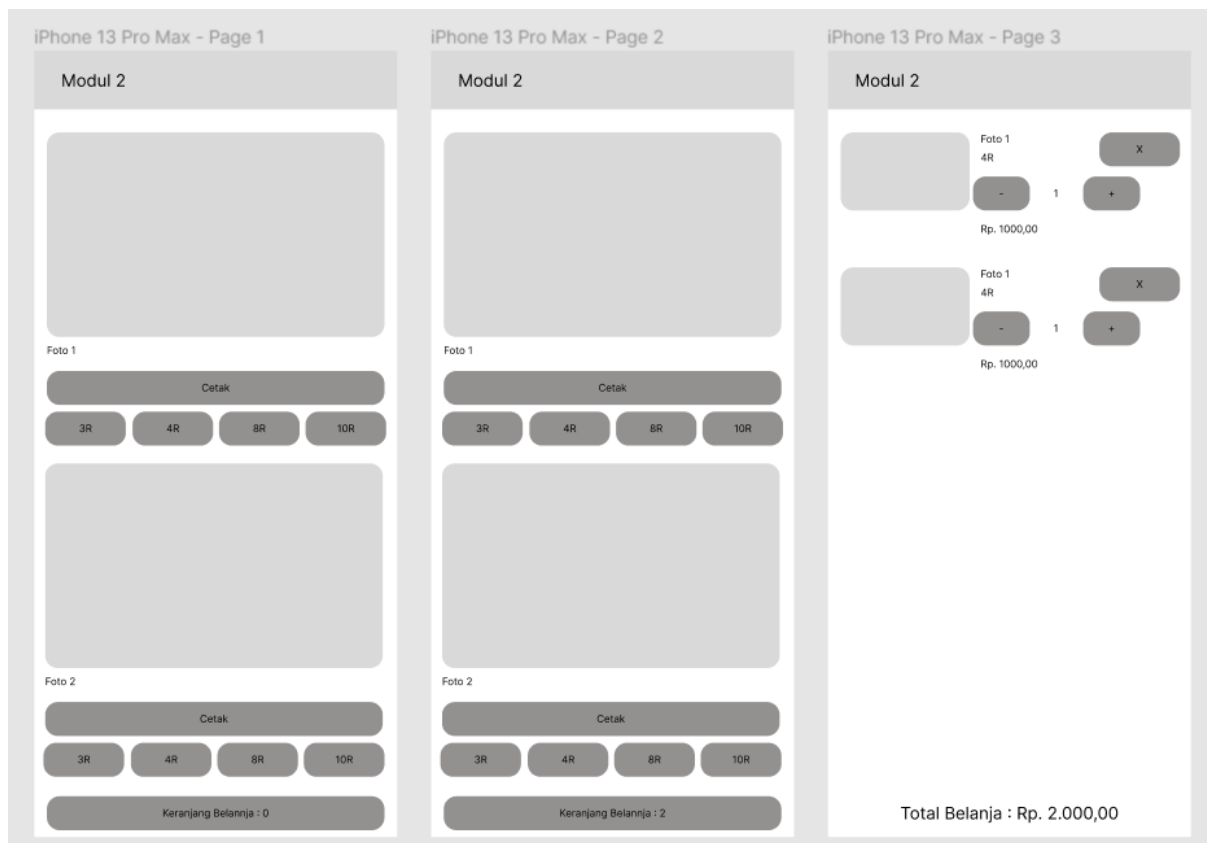 iPhone 13 Pro Max - Page 1
Modul 2
Foto 1
Cetak
3R 4R 8R 10R
Foto 2
Cetak
3R 4R 8R 10R
Keranjang Belannja : 0
iPhone 13 Pro Max - Page 2
Modul 2
Foto 1
Cetak
3R 4R 8R 10R
Foto 2
Cetak
3R 4R 8R 10R
Keranjang Belannja : 2
iPhone 13 Pro Max - Page 3
Modul 2
Foto 1
4R
X
- 1 +
Rp. 1000,00
Foto 1
4R
X
- 1 +
Rp. 1000,00
Total Belanja : Rp. 2.000,00